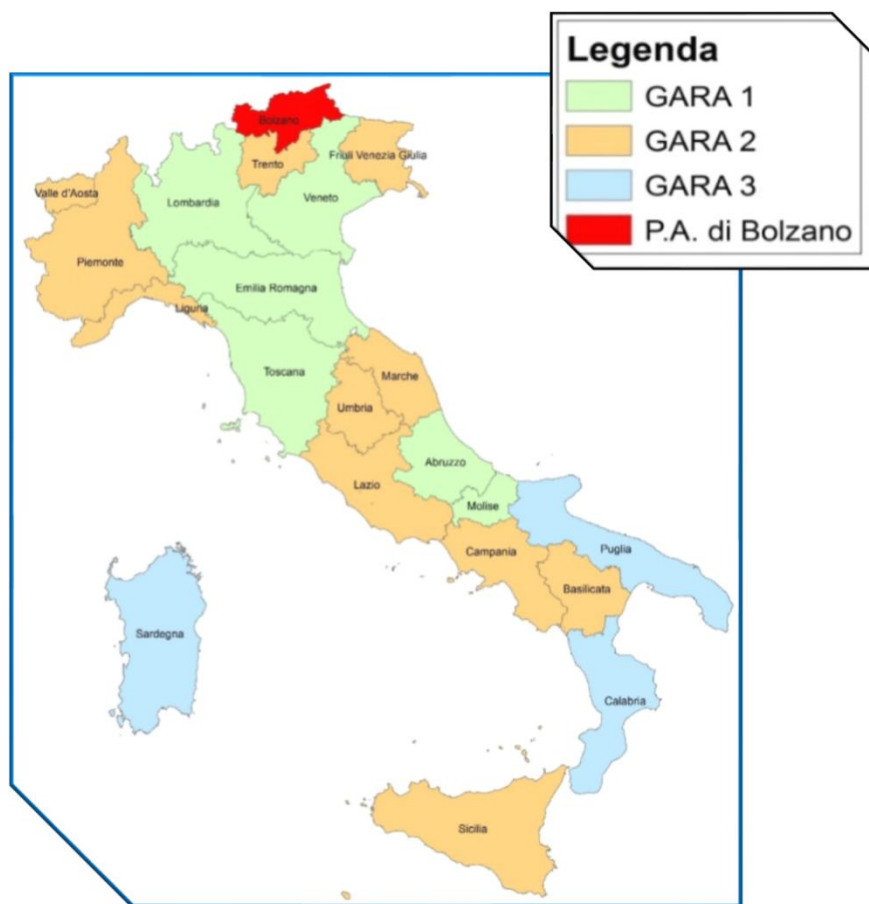 Legenda
GARA 1
GARA 2
GARA 3
P.A. di Bolzano
Bolzano
Trento
Friuli Venezia Giulia
Valle d'Aosta
Lombardia
Veneto
Piemonte
Emilia Romagna
Liguria
Toscana
Marche
Umbria
Abruzzo
Lazio
Molise
Campania
Puglia
Basilicata
Sardegna
Calabria
Sicilia